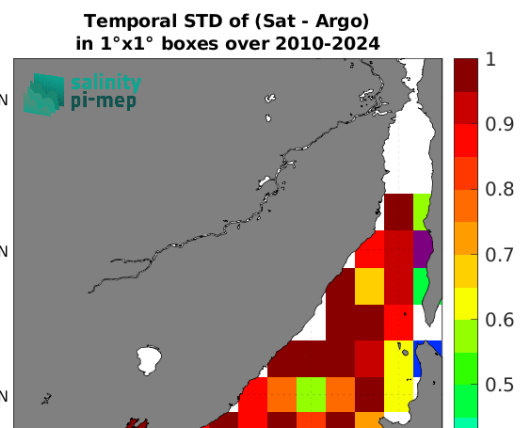 Temporal STD of (Sat - Argo)
in 1°x1° boxes over 2010-2024
salinity
pi-mep
N
N
N
1
0.9
0.8
0.7
0.6
0.5